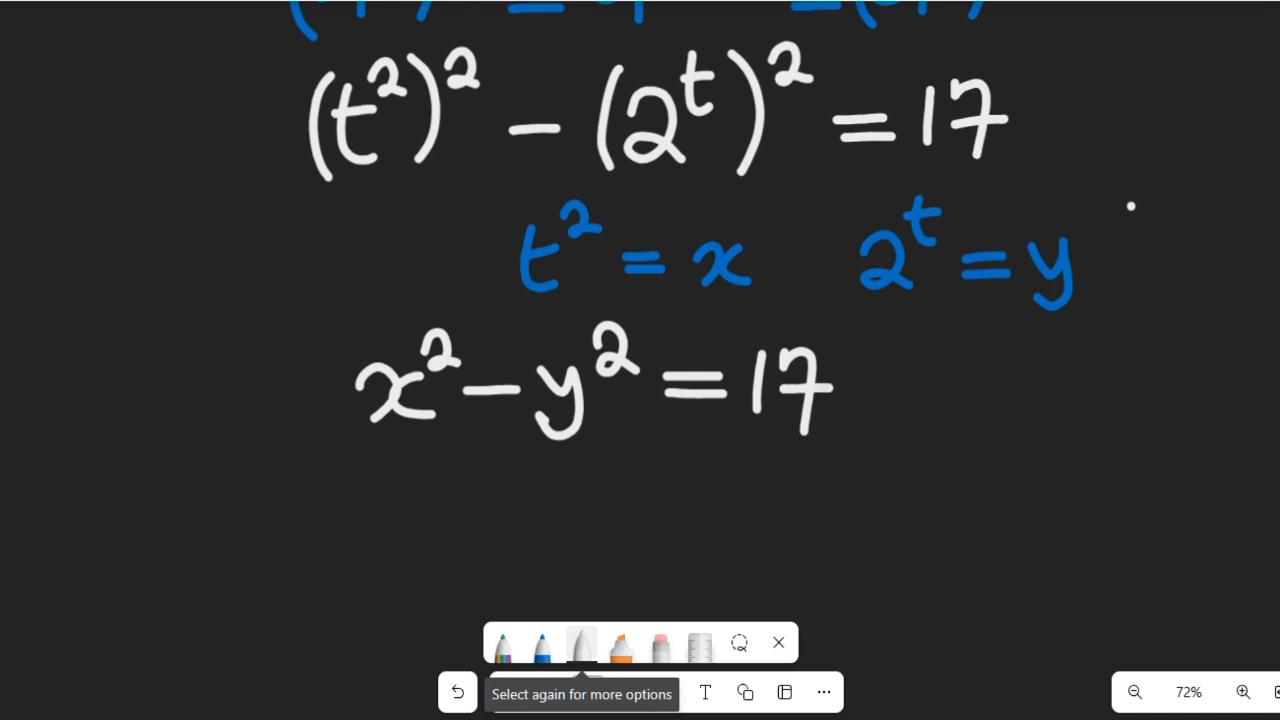 (t²)² − (2ᵗ)² = 17
t² = x 2ᵗ = y
x² − y² = 17
Select again for more options
T
72%